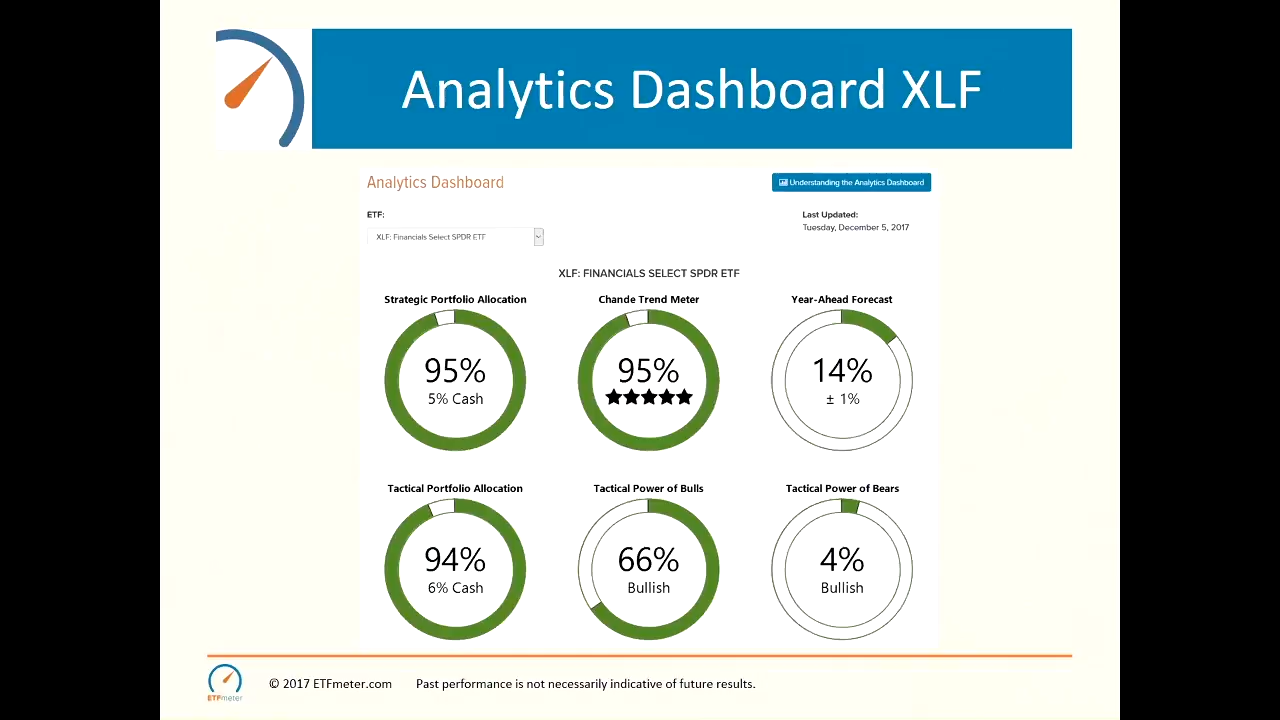 Analytics Dashboard XLF
Analytics Dashboard
Understanding the Analytics Dashboard
ETF:
Last Updated:
XLF: Financials Select SPDR ETF
Tuesday, December 5, 2017
XLF: FINANCIALS SELECT SPDR ETF
Strategic Portfolio Allocation
Chande Trend Meter
Year-Ahead Forecast
95%
5% Cash
95%
★★★★★
14%
± 1%
Tactical Portfolio Allocation
Tactical Power of Bulls
Tactical Power of Bears
94%
6% Cash
66%
Bullish
4%
Bullish
ETFmeter
© 2017 ETFmeter.com
Past performance is not necessarily indicative of future results.